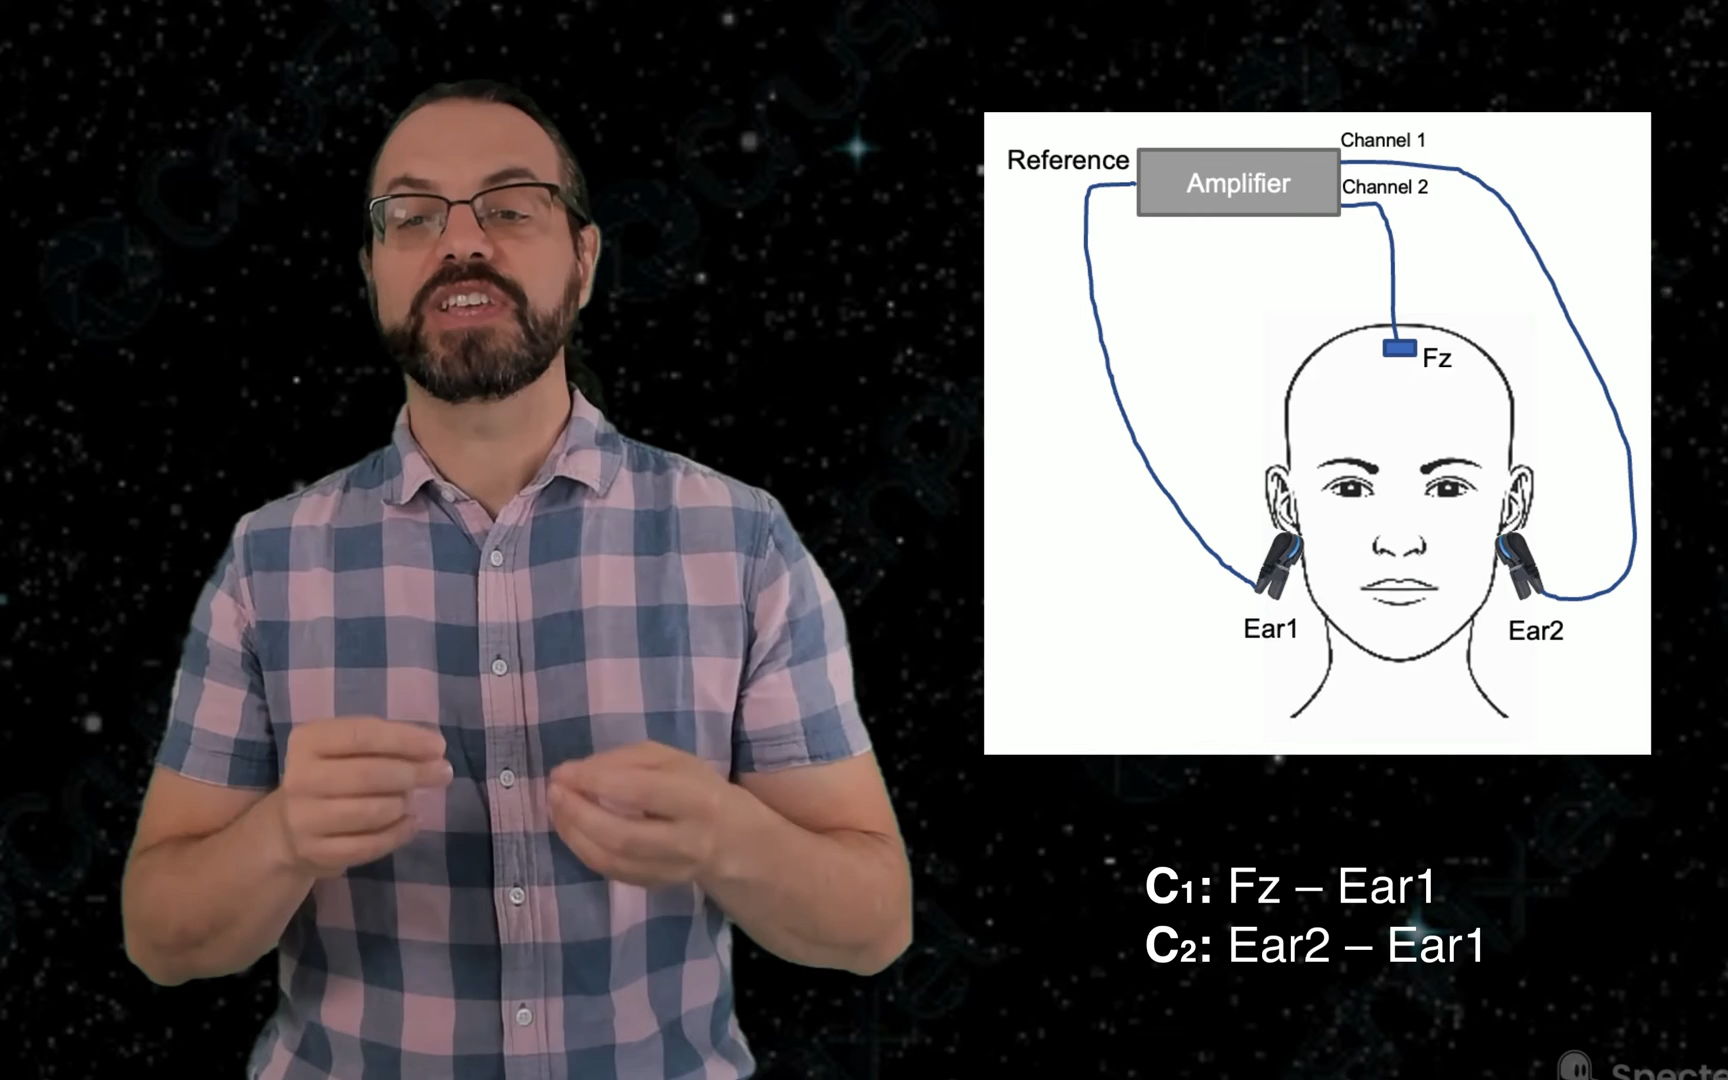 Channel 1
Reference
Amplifier
Channel 2
Fz
Ear1
Ear2
C1: Fz – Ear1
C2: Ear2 – Ear1